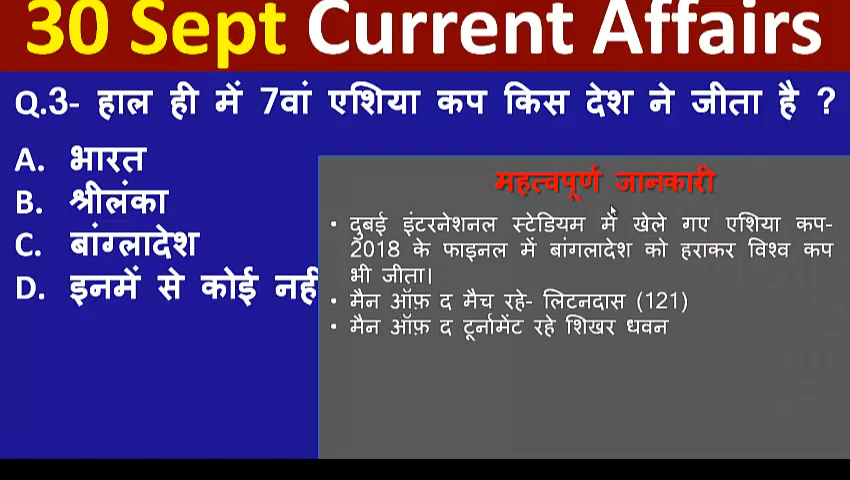 30 Sept Current Affairs
Q.3- हाल ही में 7वां एशिया कप किस देश ने जीता है ?
A. भारत
B. श्रीलंका
C. बांग्लादेश
D. इनमें से कोई नही
महत्वपूर्ण जानकारी
• दुबई इंटरनेशनल स्टेडियम में खेले गए एशिया कप-
2018 के फाइनल में बांगलादेश को हराकर विश्व कप
भी जीता।
• मैन ऑफ़ द मैच रहे- लिटनदास (121)
• मैन ऑफ़ द टूर्नामेंट रहे शिखर धवन